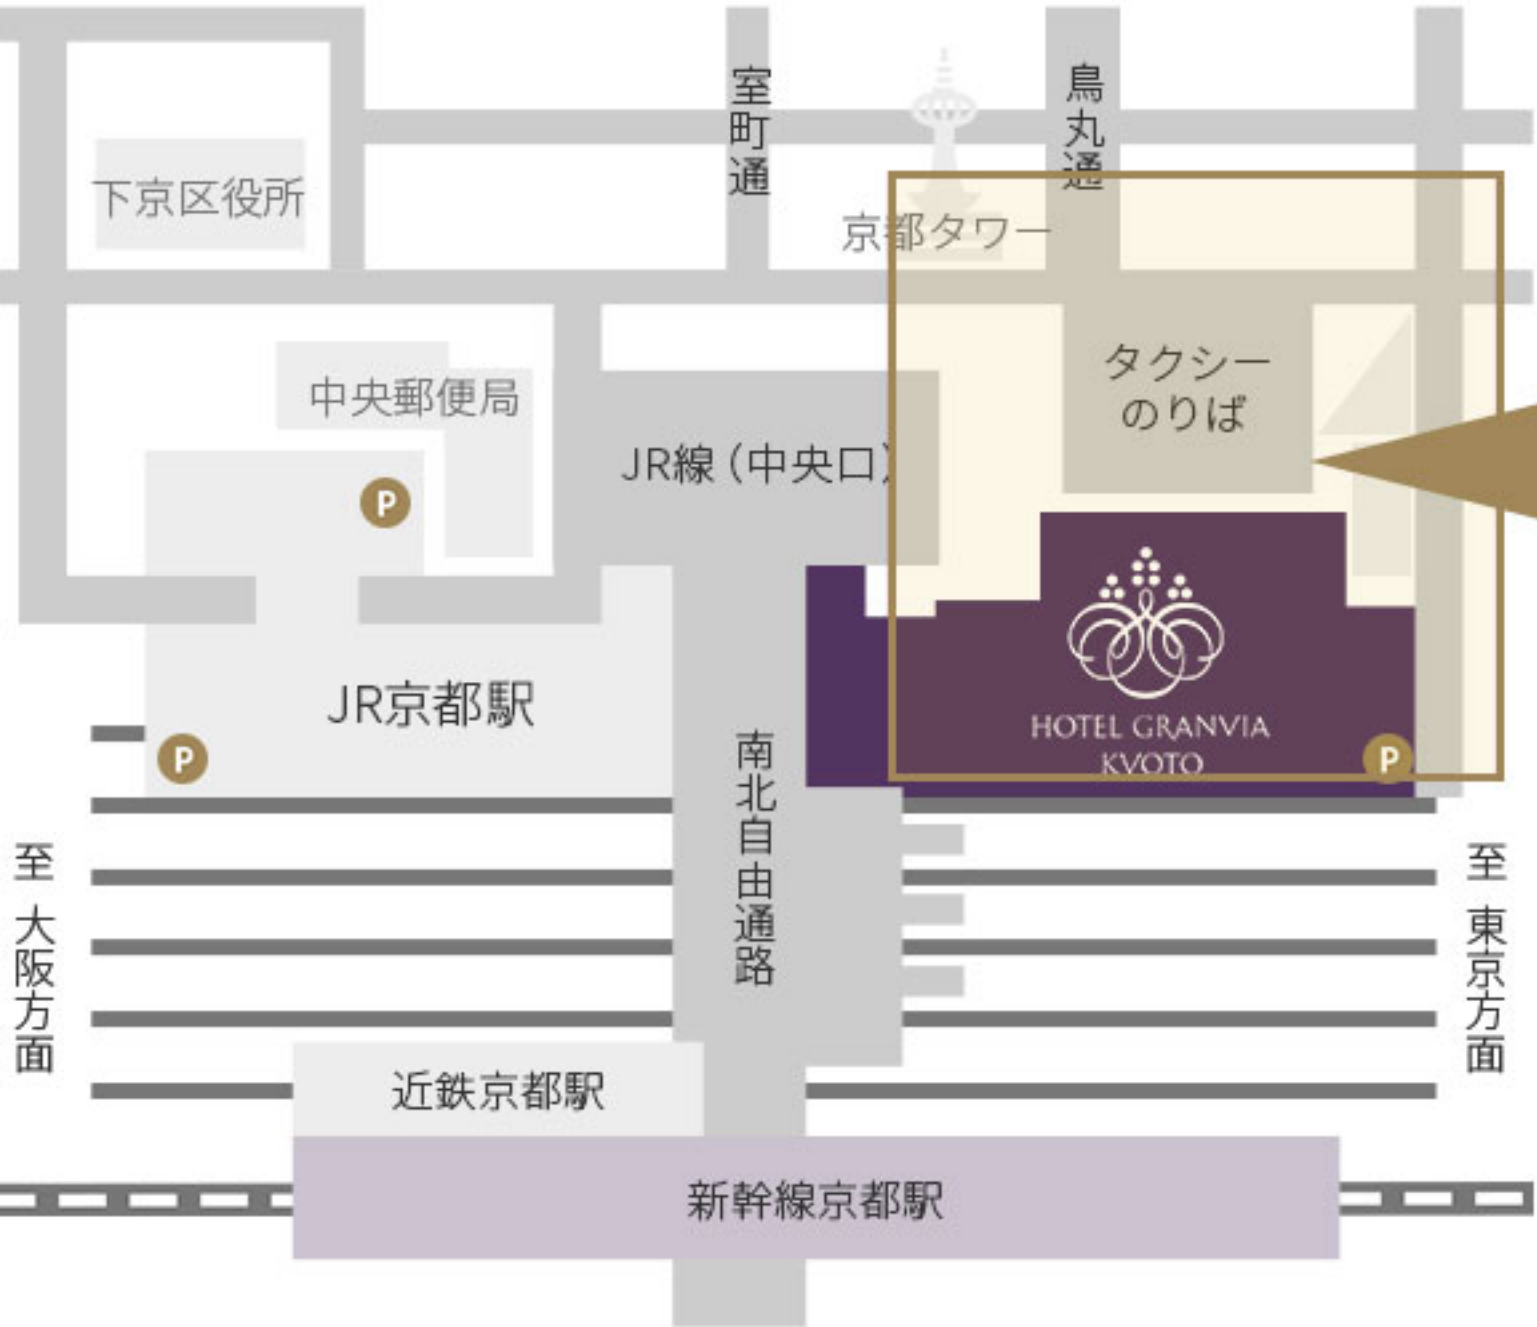 室町通
烏丸通
下京区役所
京都タワー
タクシー
のりば
中央郵便局
JR線（中央口）
P
HOTEL GRANVIA
KYOTO
JR京都駅
P
P
南北自由通路
至 大阪方面
至 東京方面
近鉄京都駅
新幹線京都駅